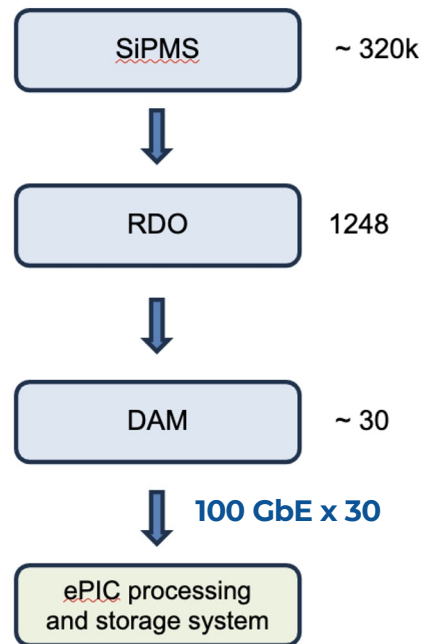 SiPMS
~ 320k
RDO
1248
DAM
~ 30
100 GbE x 30
ePIC processing
and storage system